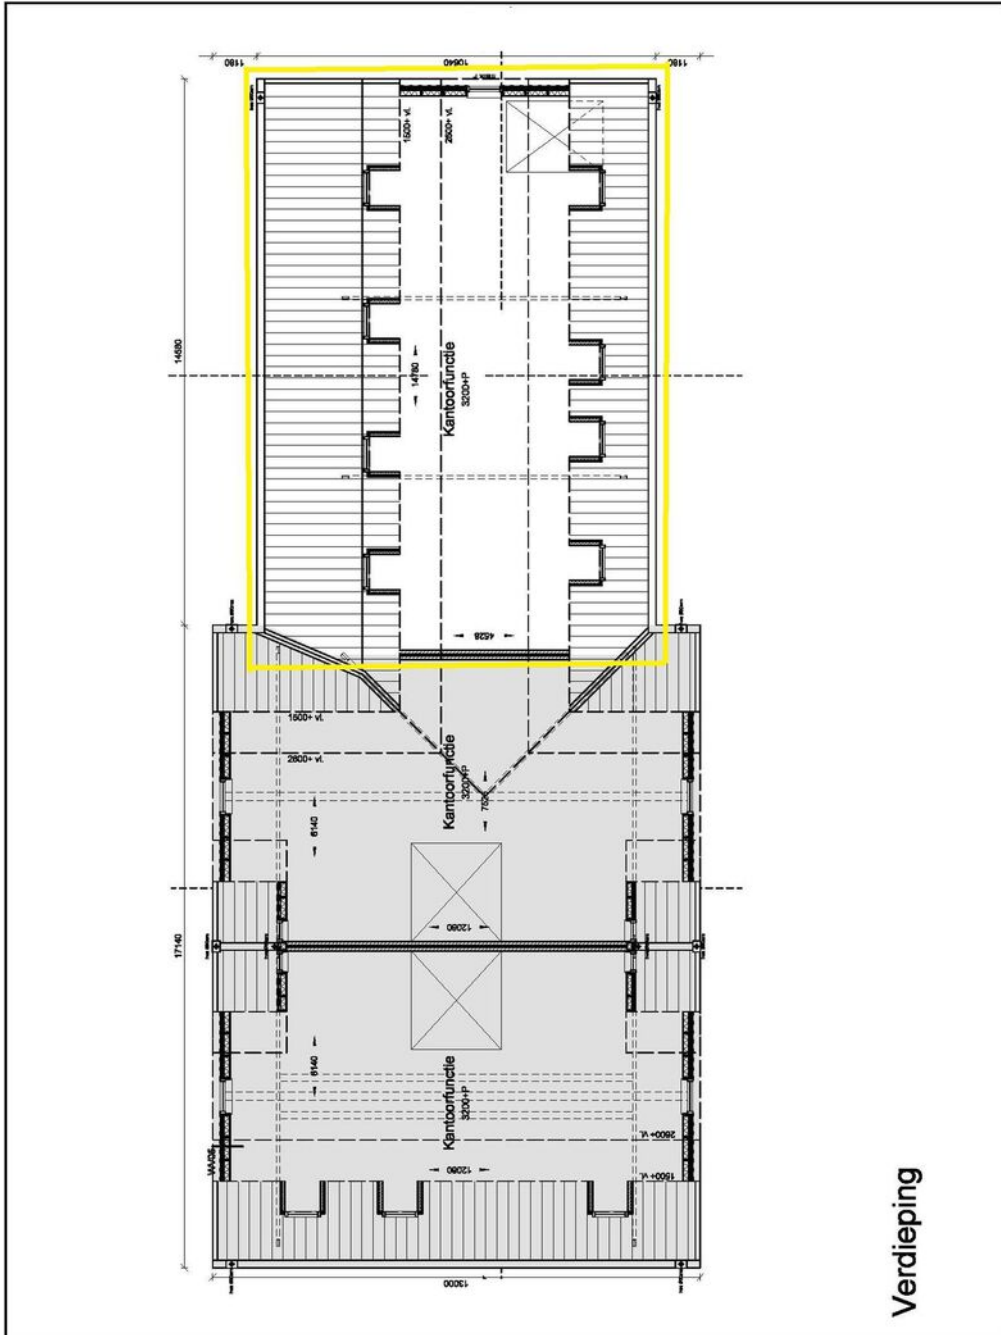 1180
10640
1180
1500+ vl.
2600+ vl.
14580
14780
Kantoorfunctie
3200+P
4528
1500+ vl.
2600+ vl.
Kantoorfunctie
3200+P
6140
12080
17140
6140
Kantoorfunctie
3200+P
2600+ vl.
1500+ vl.
12080
13000
Verdieping